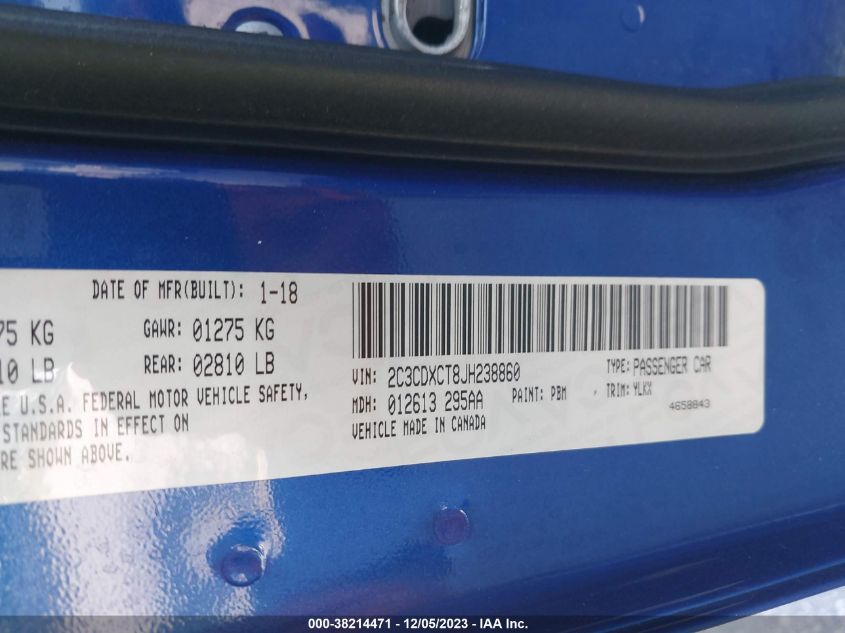 DATE OF MFR(BUILT): 1-18
75 KG GAWR: 01275 KG
10 LB REAR: 02810 LB
E U.S.A. FEDERAL MOTOR VEHICLE SAFETY,
STANDARDS IN EFFECT ON
RE SHOWN ABOVE.
VIN: 2C3CDXCT8JH238860 TYPE: PASSENGER CAR
MDH: 012613 295AA PAINT: PBM , TRIM: YLKX
VEHICLE MADE IN CANADA 4658843
000-38214471 - 12/05/2023 - IAA Inc.